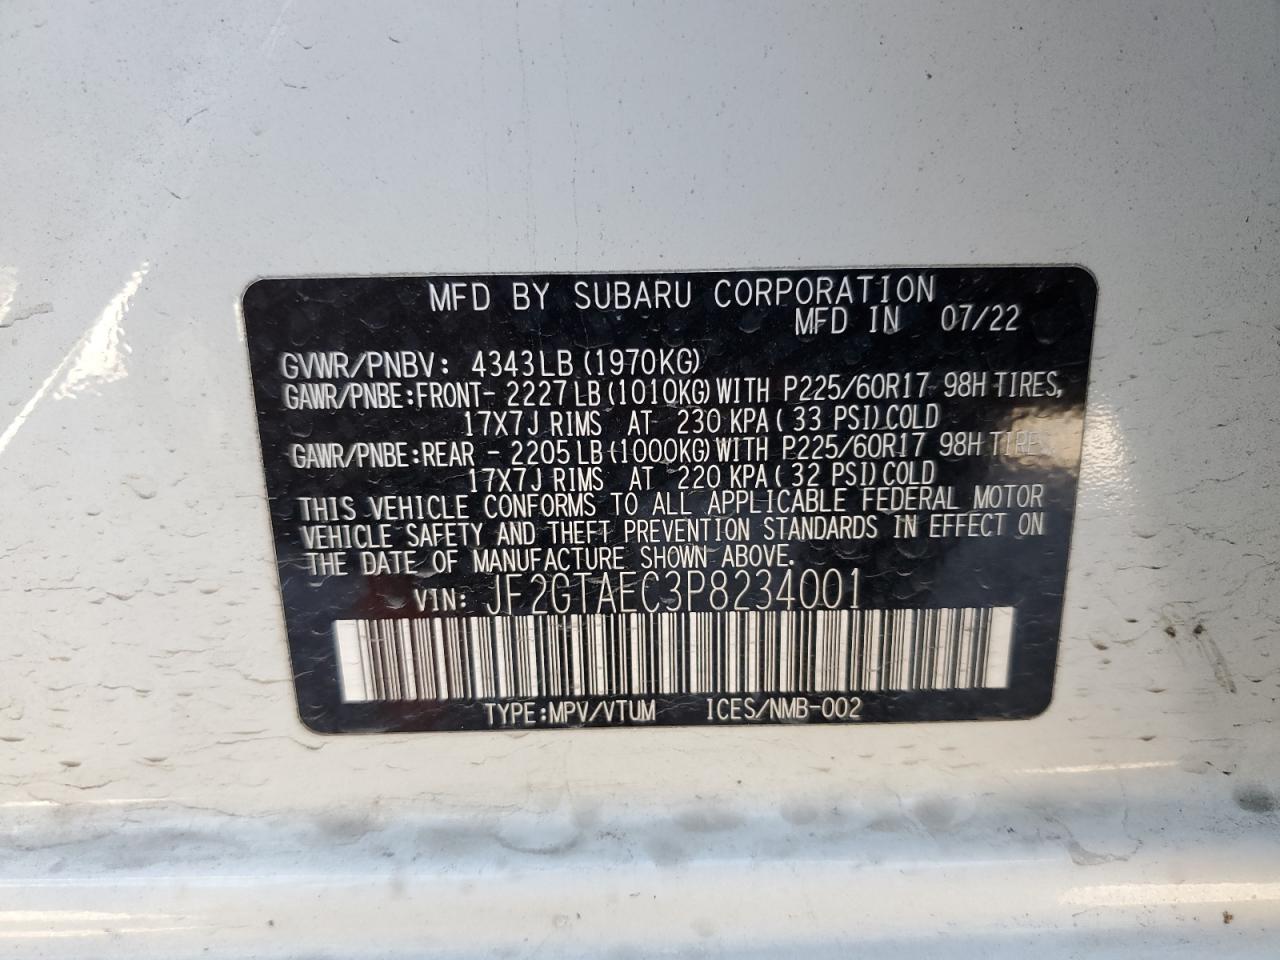 MFD BY SUBARU CORPORATION
MFD IN 07/22
GVWR/PNBV: 4343LB (1970KG)
GAWR/PNBE:FRONT- 2227LB (1010KG) WITH P225/60R17 98H TIRES,
17X7J RIMS AT 230 KPA (33 PSI) COLD
GAWR/PNBE:REAR - 2205LB (1000KG) WITH P225/60R17 98H TIRES,
17X7J RIMS AT 220 KPA (32 PSI) COLD
THIS VEHICLE CONFORMS TO ALL APPLICABLE FEDERAL MOTOR
VEHICLE SAFETY AND THEFT PREVENTION STANDARDS IN EFFECT ON
THE DATE OF MANUFACTURE SHOWN ABOVE.
VIN: JF2GTAEC3P8234001
TYPE:MPV/VTUM ICES/NMB-002